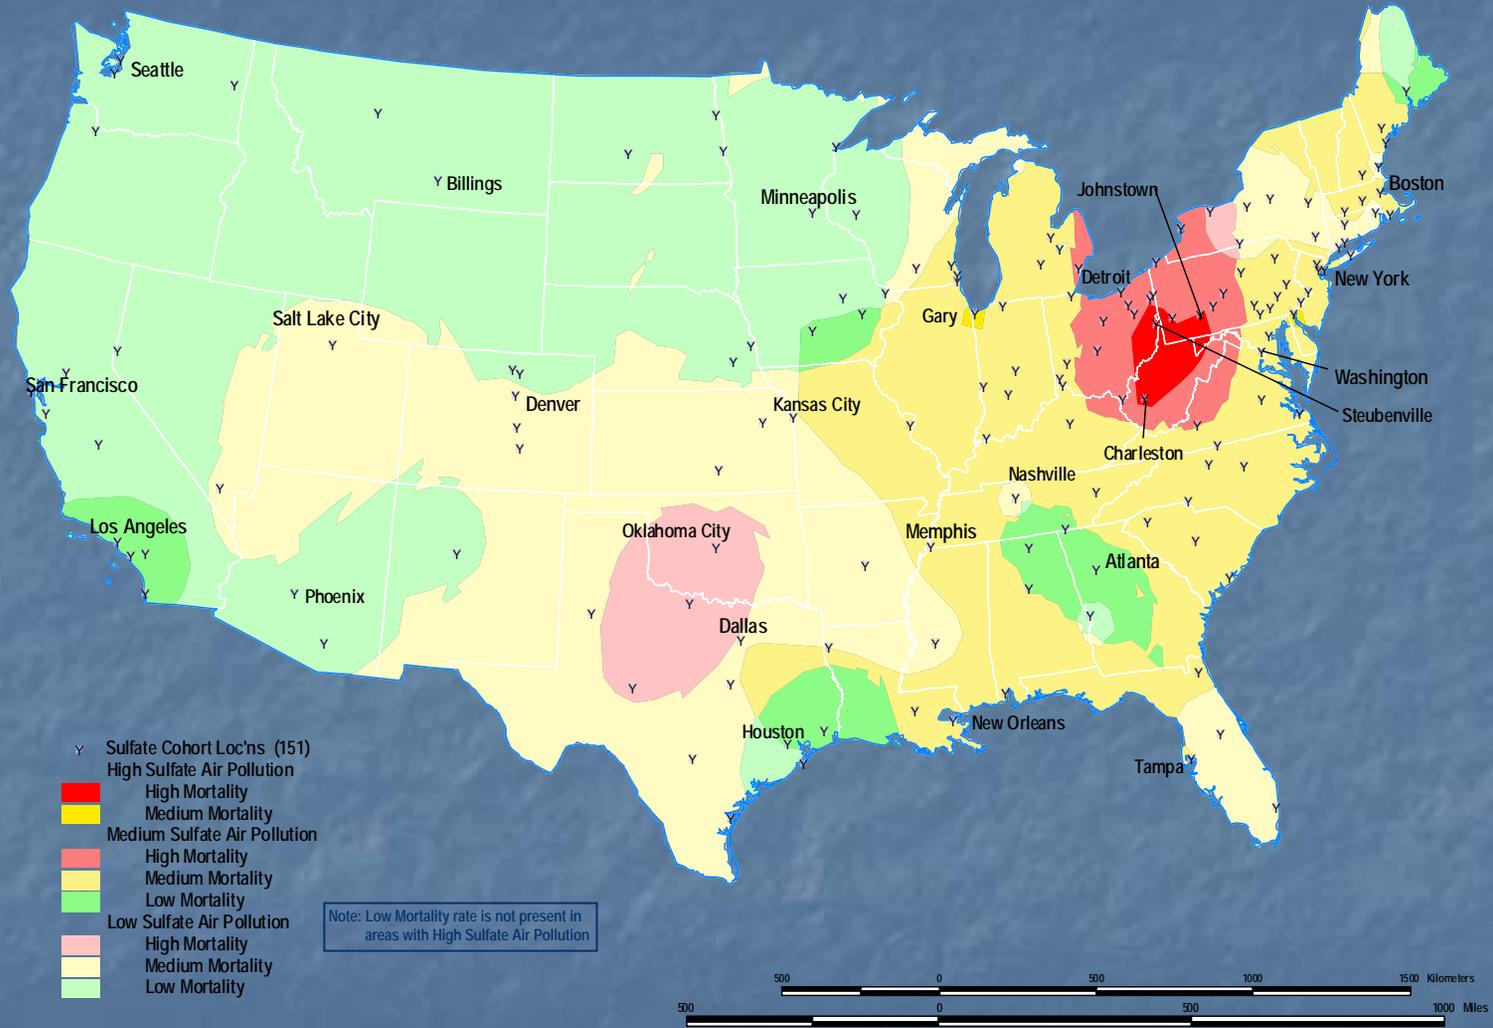 Seattle
Billings
Minneapolis
Johnstown
Boston
Detroit
New York
Salt Lake City
Gary
San Francisco
Washington
Denver
Kansas City
Steubenville
Charleston
Nashville
Los Angeles
Oklahoma City
Memphis
Atlanta
Phoenix
Dallas
Houston
New Orleans
Tampa
Sulfate Cohort Loc'ns (151)
High Sulfate Air Pollution
High Mortality
Medium Mortality
Medium Sulfate Air Pollution
High Mortality
Medium Mortality
Low Mortality
Low Sulfate Air Pollution
High Mortality
Medium Mortality
Low Mortality
Note: Low Mortality rate is not present in
areas with High Sulfate Air Pollution
500 0 500 1000 1500 Kilometers
500 0 500 1000 Miles